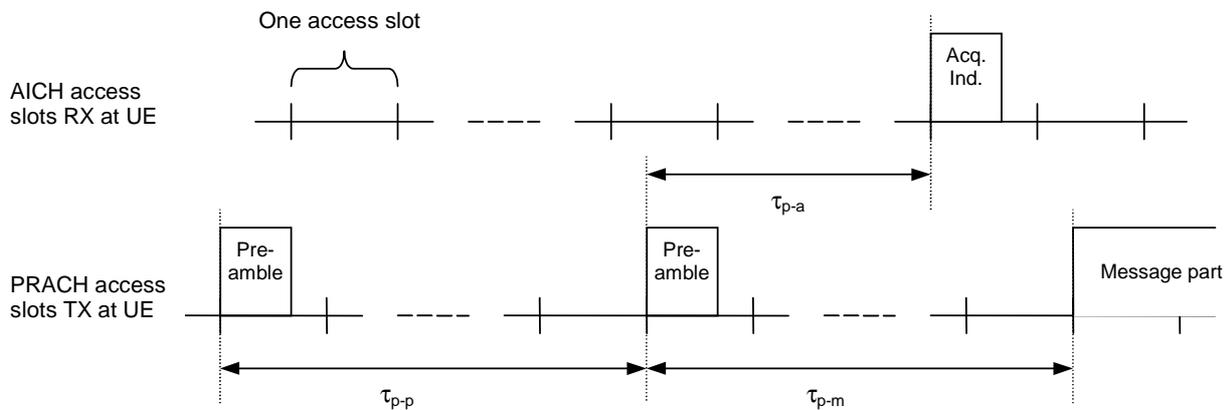 One access slot
AICH access
slots RX at UE
Acq.
Ind.
τp-a
Pre-
amble
Pre-
amble
Message part
PRACH access
slots TX at UE
τp-p
τp-m